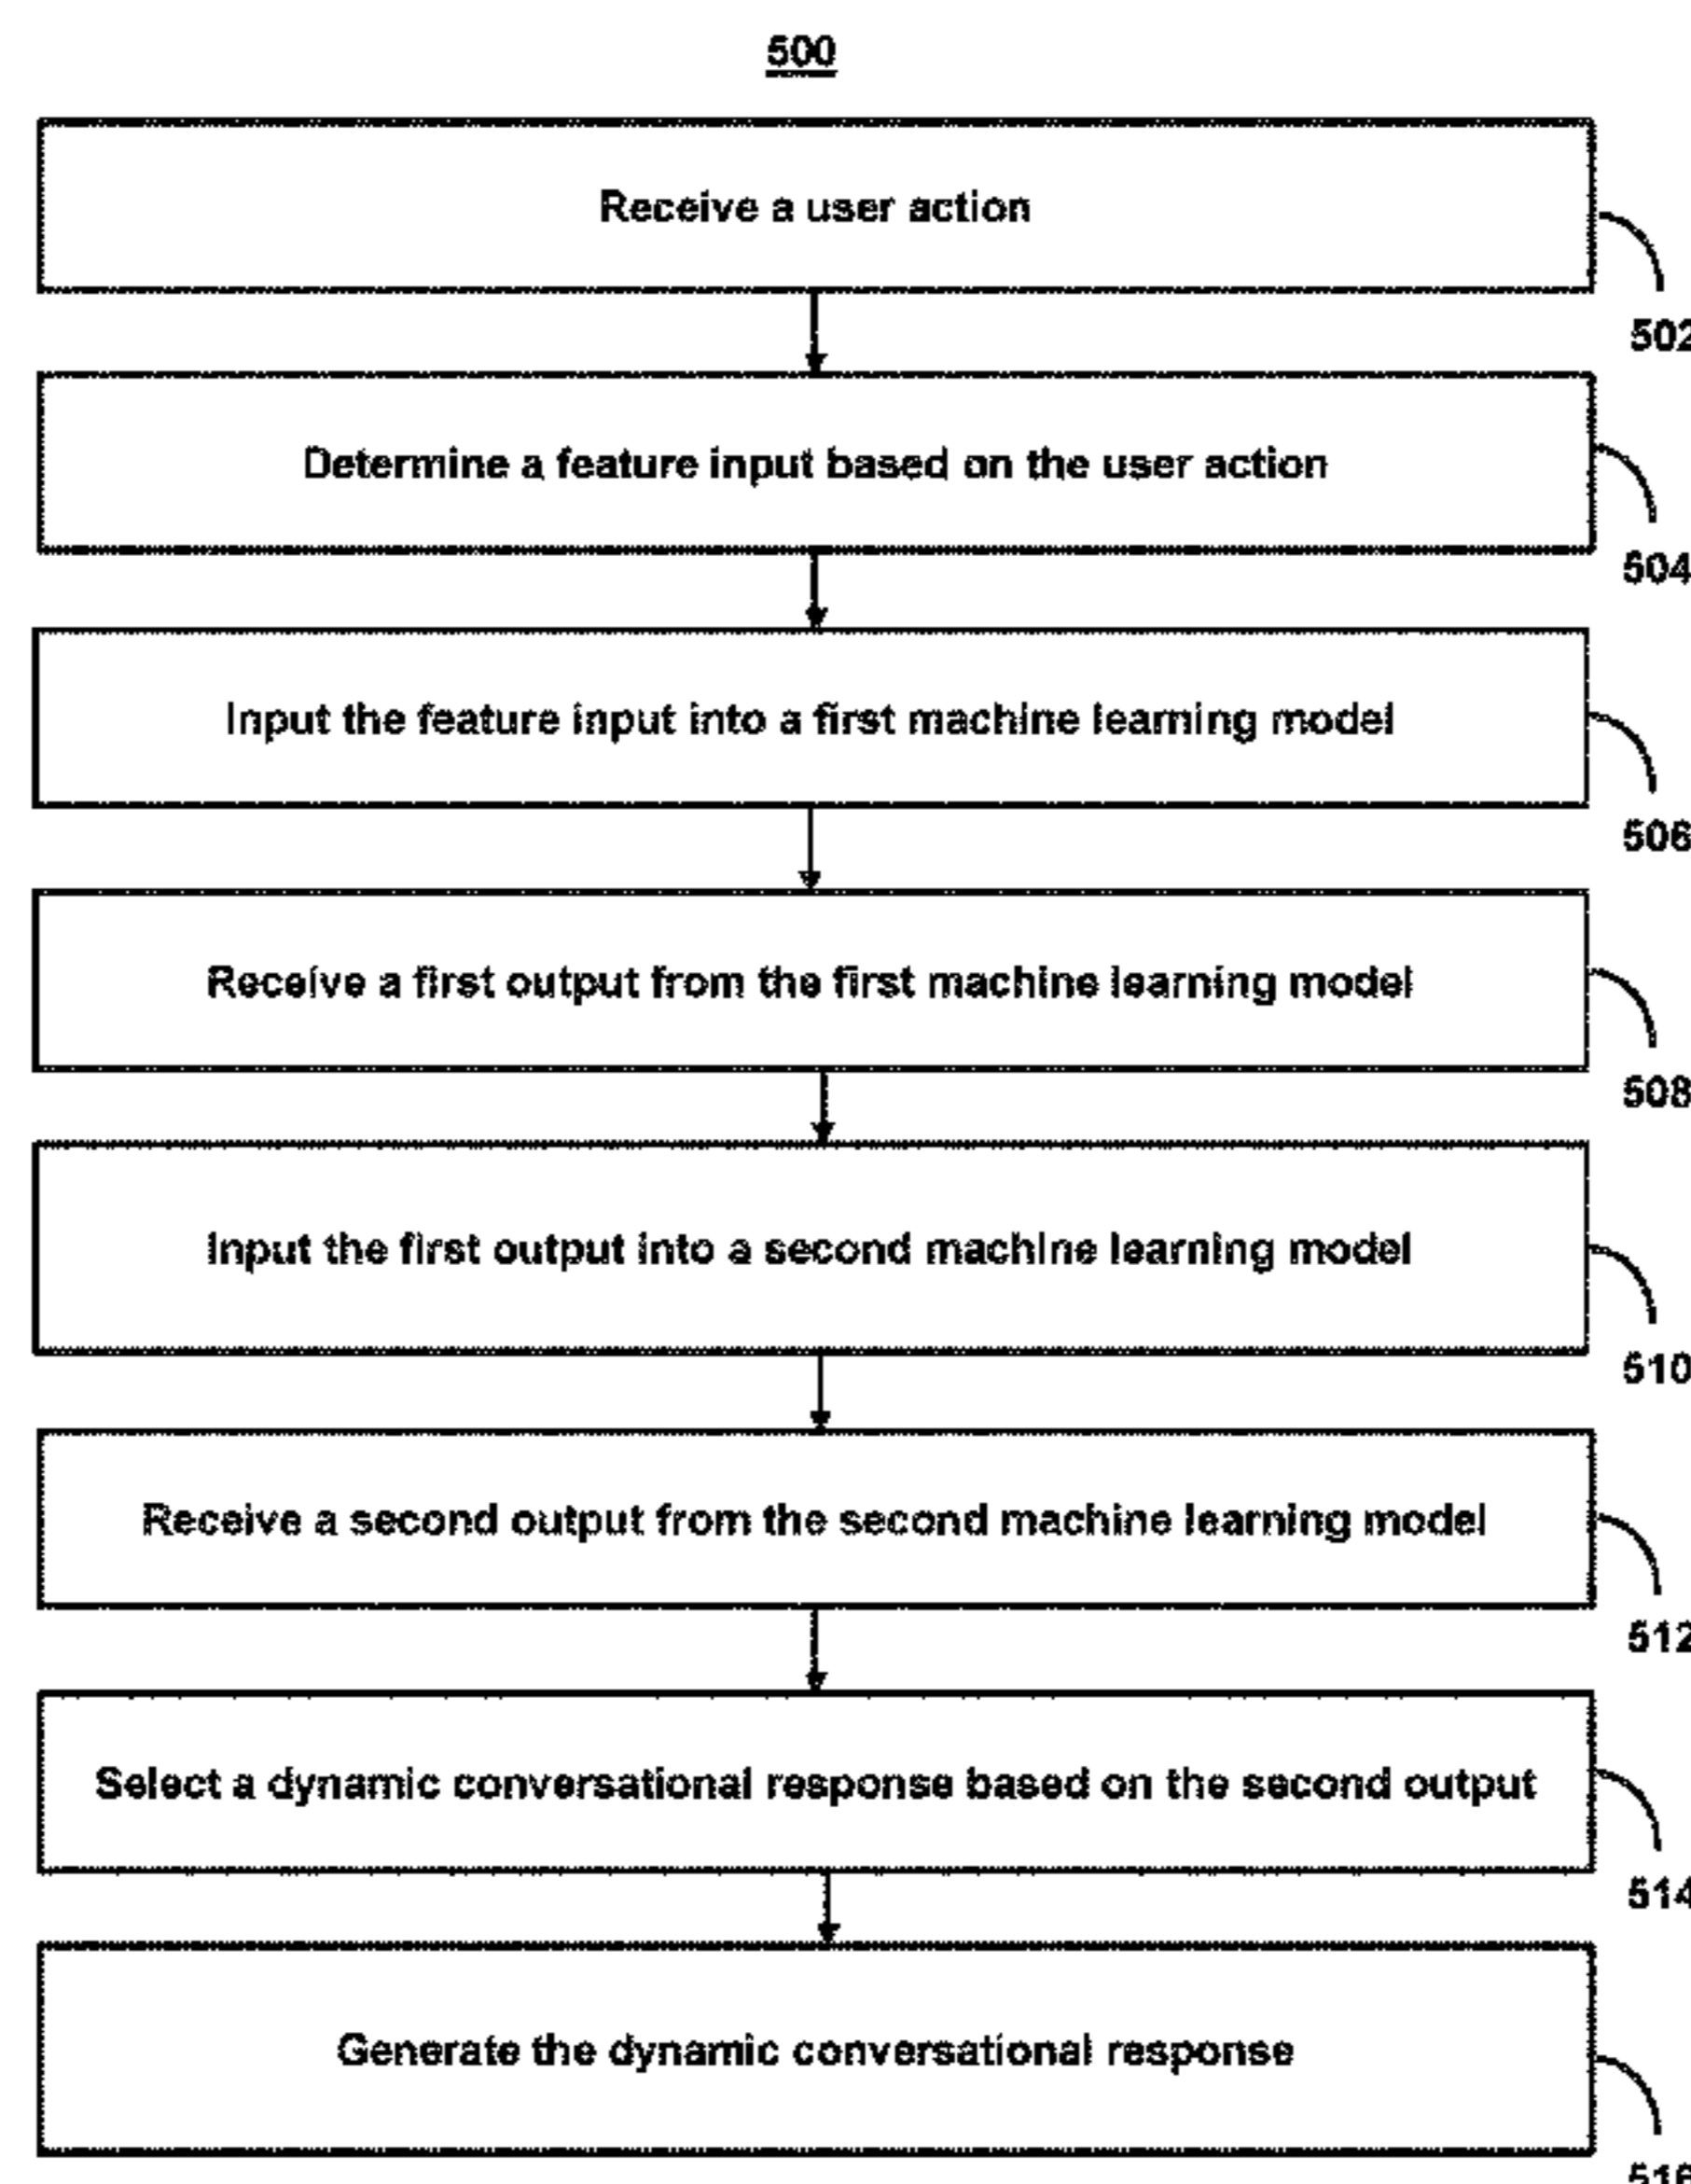 500
Receive a user action
502
Determine a feature input based on the user action
504
Input the feature input into a first machine learning model
506
Receive a first output from the first machine learning model
508
Input the first output into a second machine learning model
510
Receive a second output from the second machine learning model
512
Select a dynamic conversational response based on the second output
514
Generate the dynamic conversational response
516